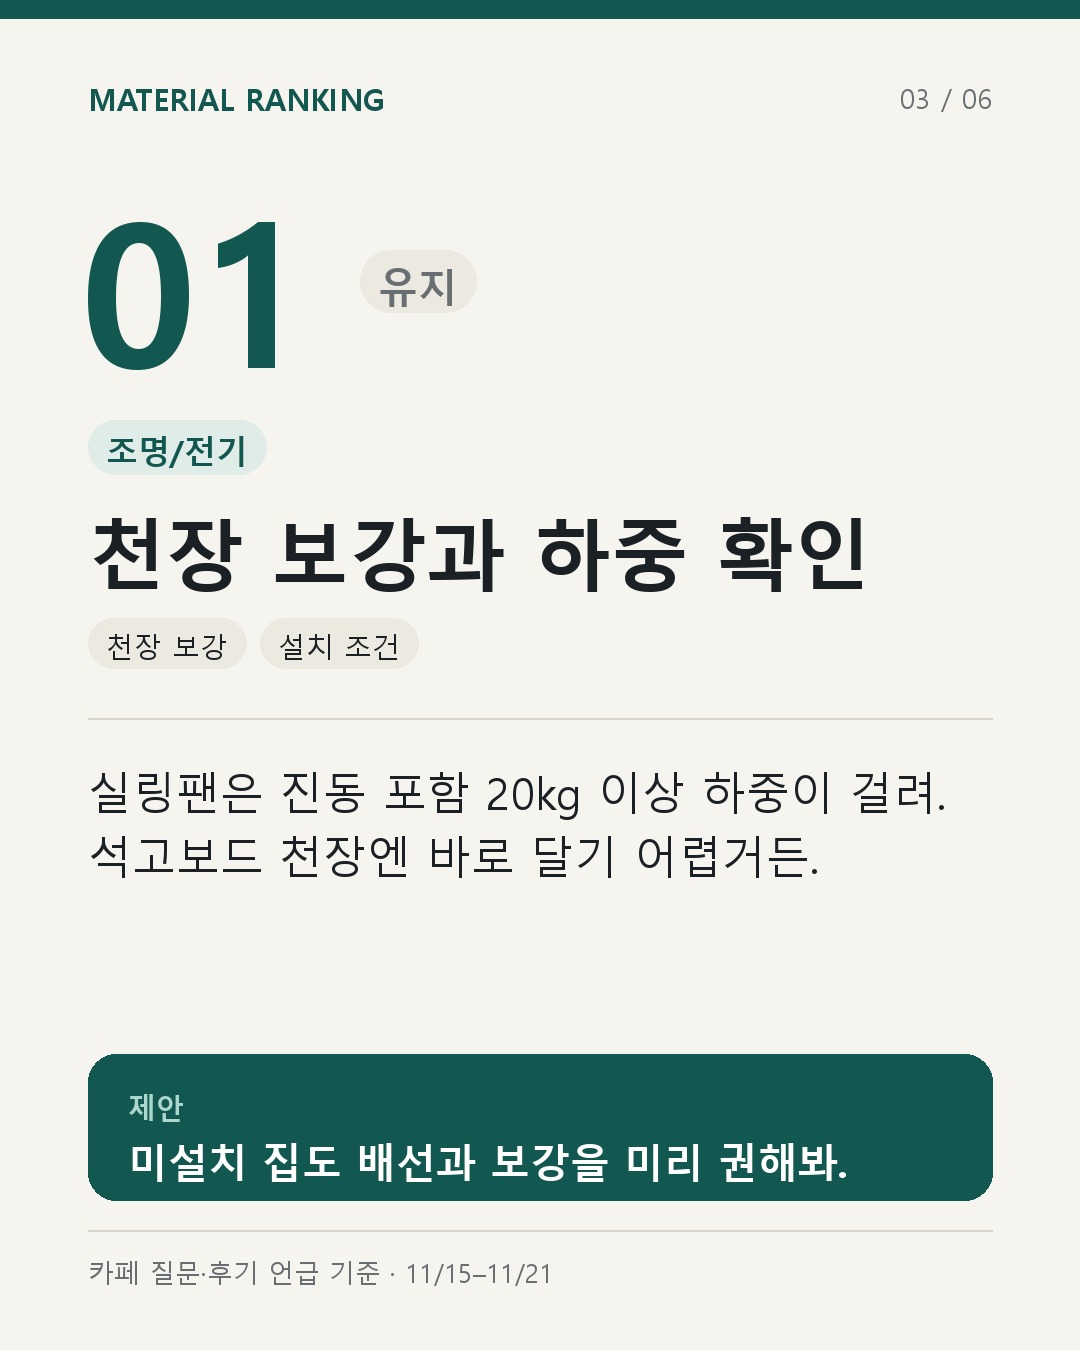 MATERIAL RANKING
03 / 06
01
유지
조명/전기
천장 보강과 하중 확인
천장 보강
설치 조건
실링팬은 진동 포함 20kg 이상 하중이 걸려.
석고보드 천장엔 바로 달기 어렵거든.
제안
미설치 집도 배선과 보강을 미리 권해봐.
카페 질문·후기 언급 기준 · 11/15–11/21